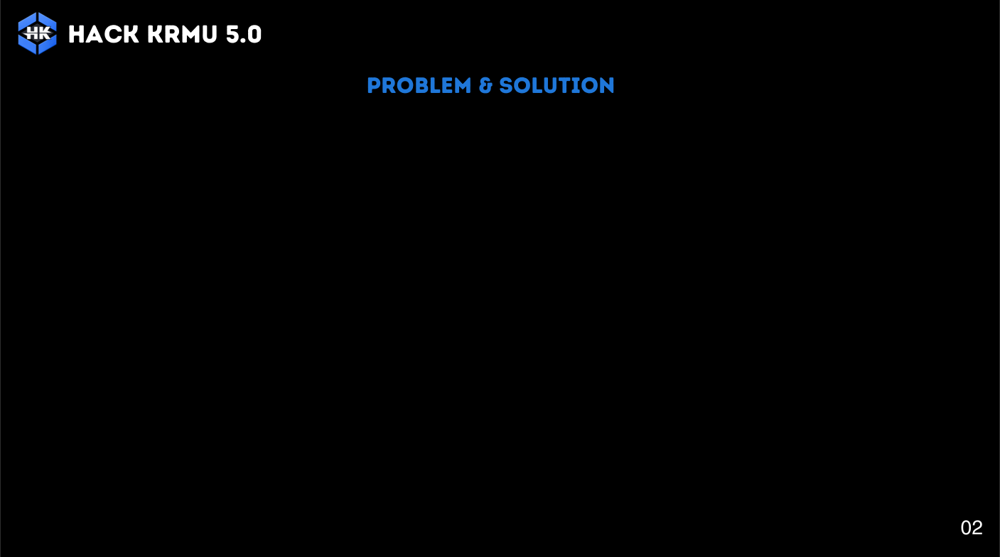 HK
HACK KRMU 5.0
PROBLEM & SOLUTION
02